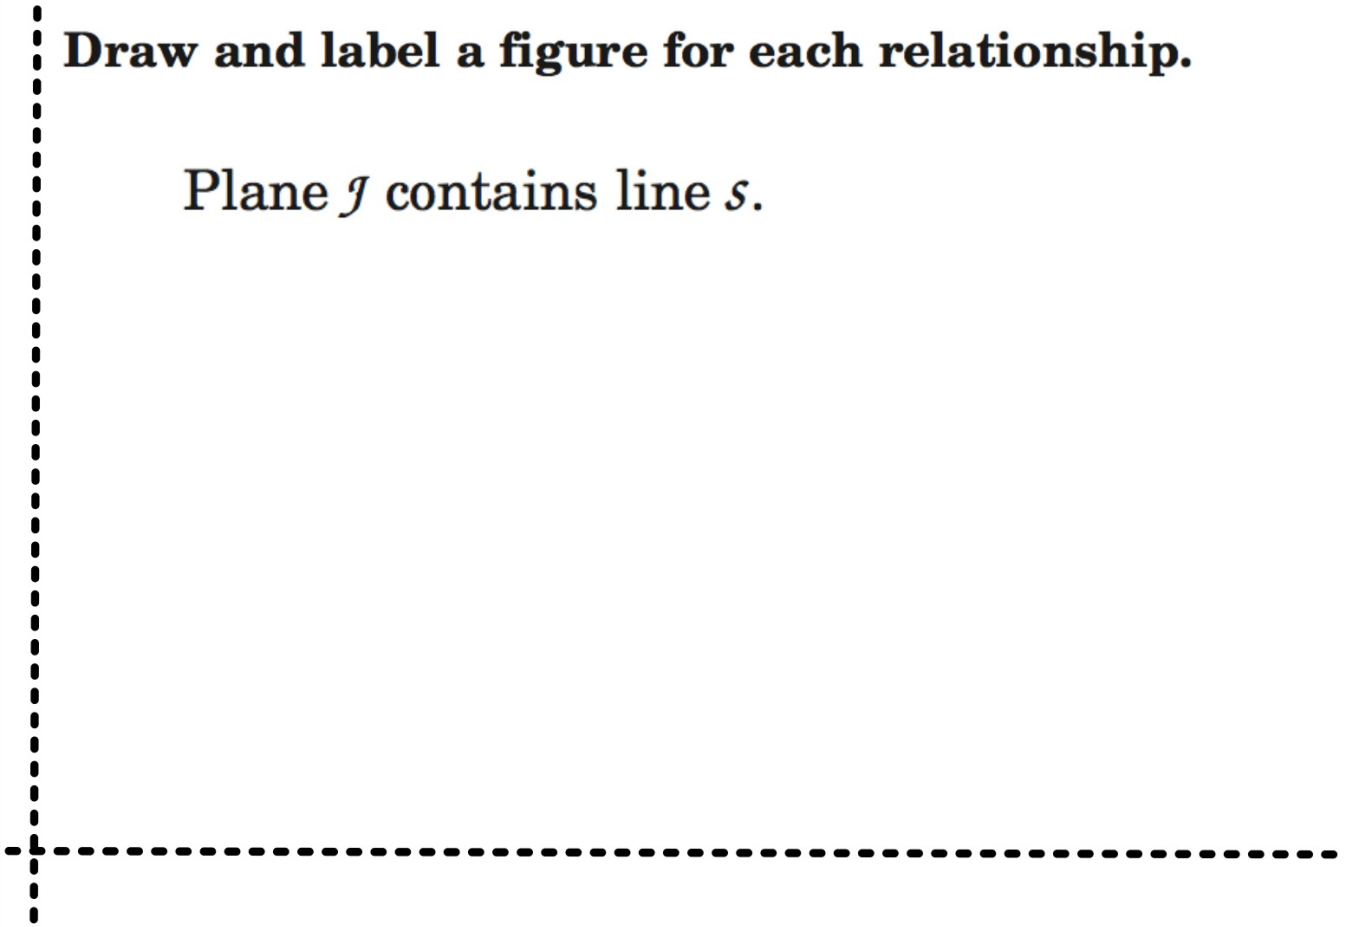 Draw and label a figure for each relationship.
Plane 𝒥 contains line s.